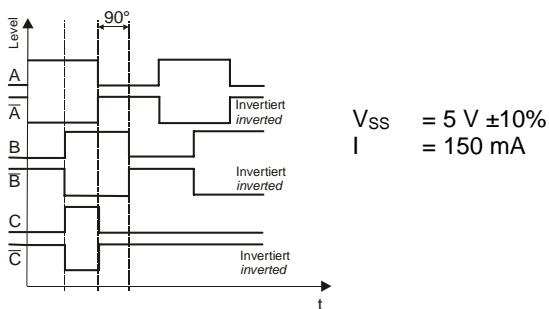 Level
90°
A
A̅
Invertiert
inverted
B
B̅
Invertiert
inverted
C
C̅
Invertiert
inverted
t
VSS = 5 V ±10%
I = 150 mA